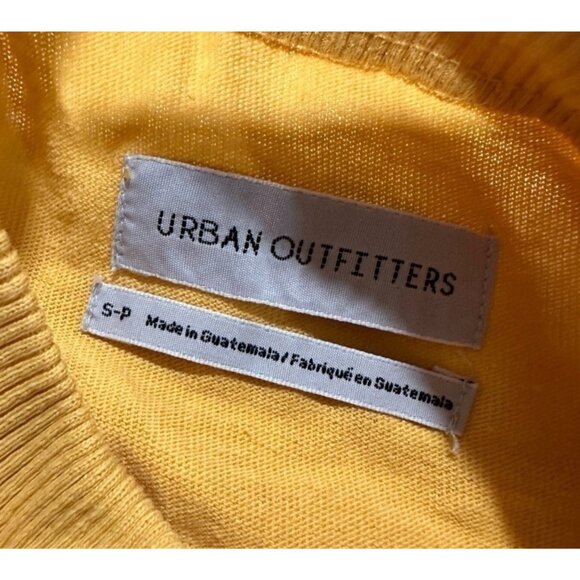 URBAN OUTFITTERS
S-P Made in Guatemala / Fabriqué en Guatemala